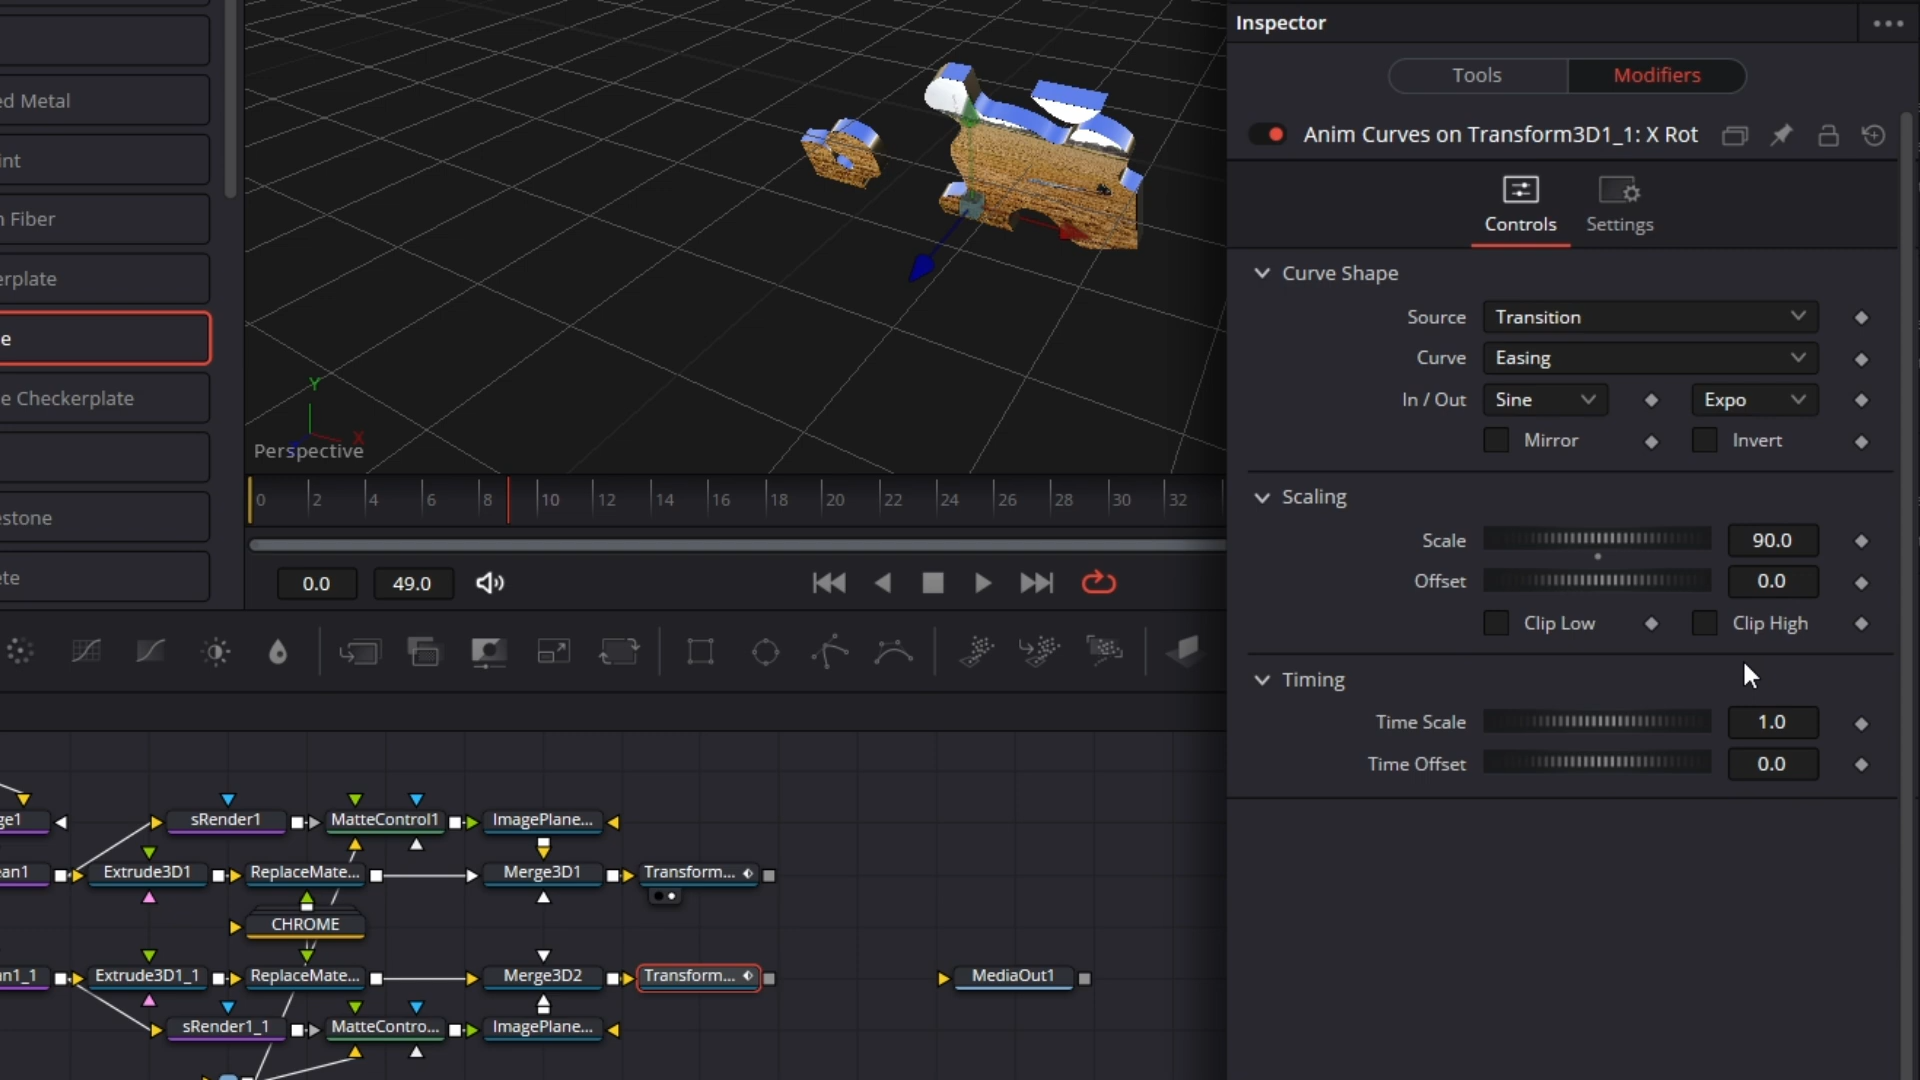 Inspector
Tools
Modifiers
Anim Curves on Transform3D1_1: X Rot
Controls
Settings
Curve Shape
Source
Transition
Curve
Easing
In / Out
Sine
Expo
Mirror
Invert
Scaling
Scale
90.0
Offset
0.0
Clip Low
Clip High
Timing
Time Scale
1.0
Time Offset
0.0
ed Metal
int
n Fiber
erplate
e
e Checkerplate
estone
ete
Y
X
Perspective
0 2 4 6 8 10 12 14 16 18 20 22 24 26 28 30 32
0.0
49.0
ge1
sRender1
MatteControl1
ImagePlane...
ean1
Extrude3D1
ReplaceMate...
Merge3D1
Transform...
CHROME
an1_1
Extrude3D1_1
ReplaceMate...
Merge3D2
Transform...
MediaOut1
sRender1_1
MatteContro...
ImagePlane...